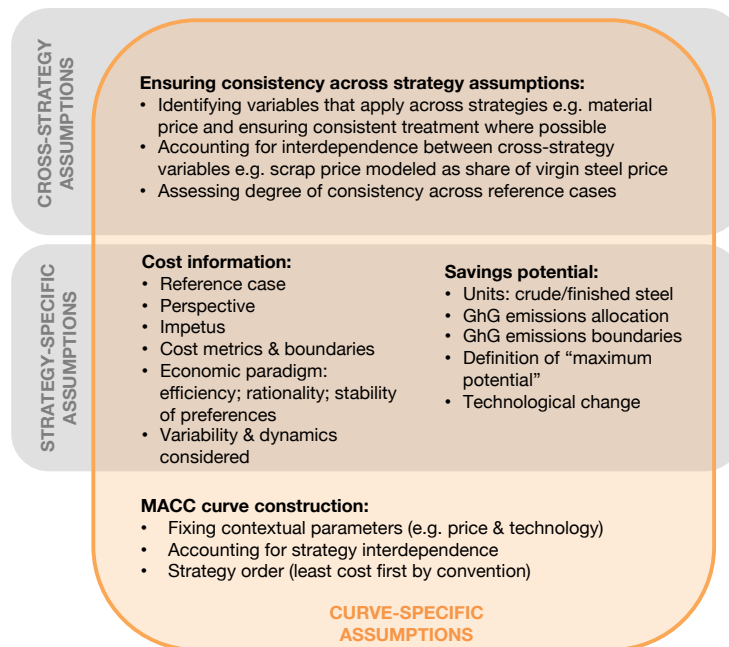 CROSS-STRATEGY
ASSUMPTIONS
Ensuring consistency across strategy assumptions:
• Identifying variables that apply across strategies e.g. material
price and ensuring consistent treatment where possible
• Accounting for interdependence between cross-strategy
variables e.g. scrap price modeled as share of virgin steel price
• Assessing degree of consistency across reference cases
STRATEGY-SPECIFIC
ASSUMPTIONS
Cost information:
• Reference case
• Perspective
• Impetus
• Cost metrics & boundaries
• Economic paradigm:
efficiency; rationality; stability
of preferences
• Variability & dynamics
considered
Savings potential:
• Units: crude/finished steel
• GhG emissions allocation
• GhG emissions boundaries
• Definition of “maximum
potential”
• Technological change
MACC curve construction:
• Fixing contextual parameters (e.g. price & technology)
• Accounting for strategy interdependence
• Strategy order (least cost first by convention)
CURVE-SPECIFIC
ASSUMPTIONS